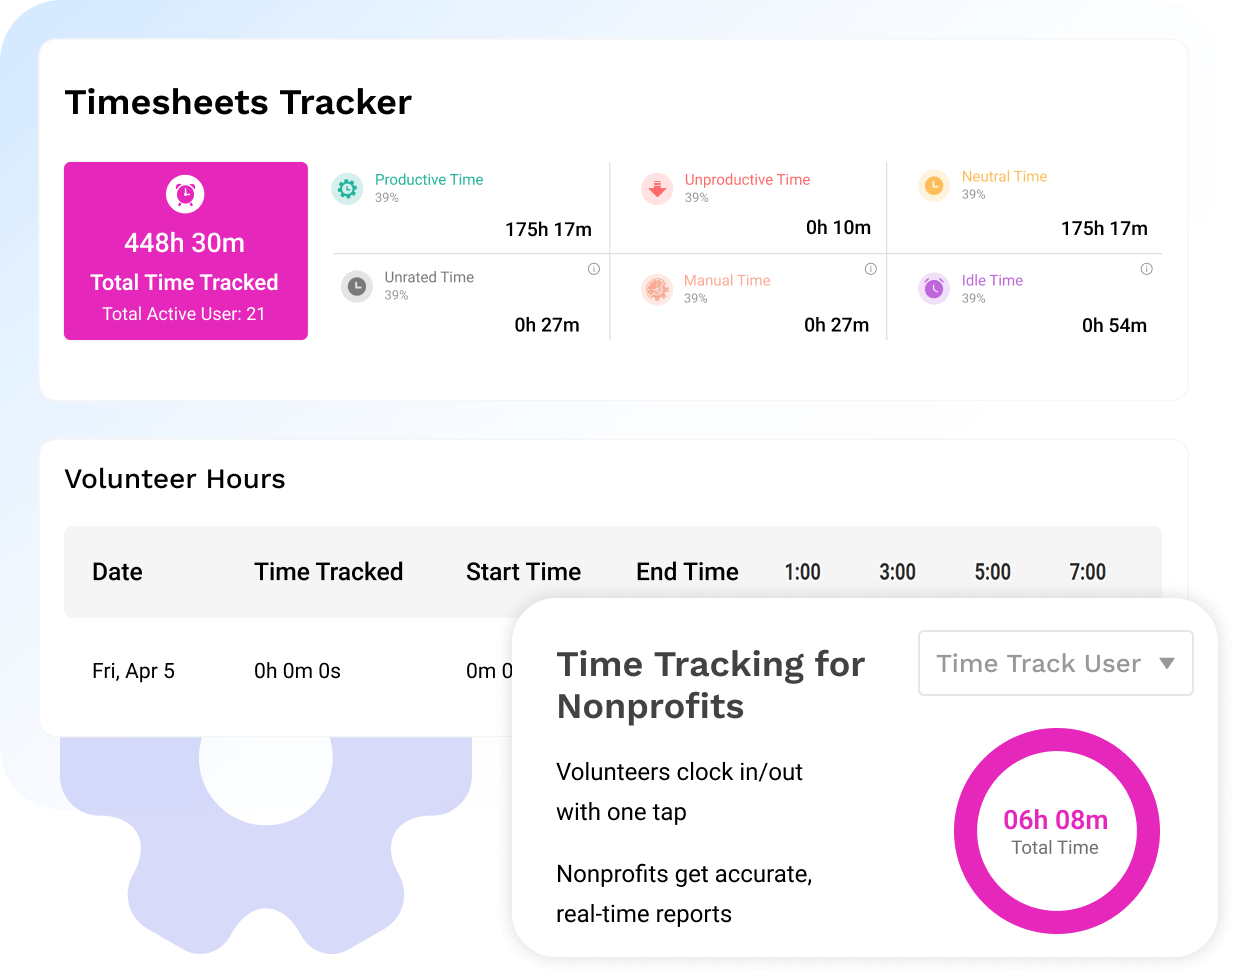 Timesheets Tracker
448h 30m
Total Time Tracked
Total Active User: 21
Productive Time
39%
175h 17m
Unproductive Time
39%
0h 10m
Neutral Time
39%
175h 17m
Unrated Time
39%
0h 27m
Manual Time
39%
0h 27m
Idle Time
39%
0h 54m
Volunteer Hours
Date Time Tracked Start Time End Time 1:00 3:00 5:00 7:00
Fri, Apr 5 0h 0m 0s 0m 0
Time Tracking for
Nonprofits
Time Track User
Volunteers clock in/out
with one tap
Nonprofits get accurate,
real-time reports
06h 08m
Total Time